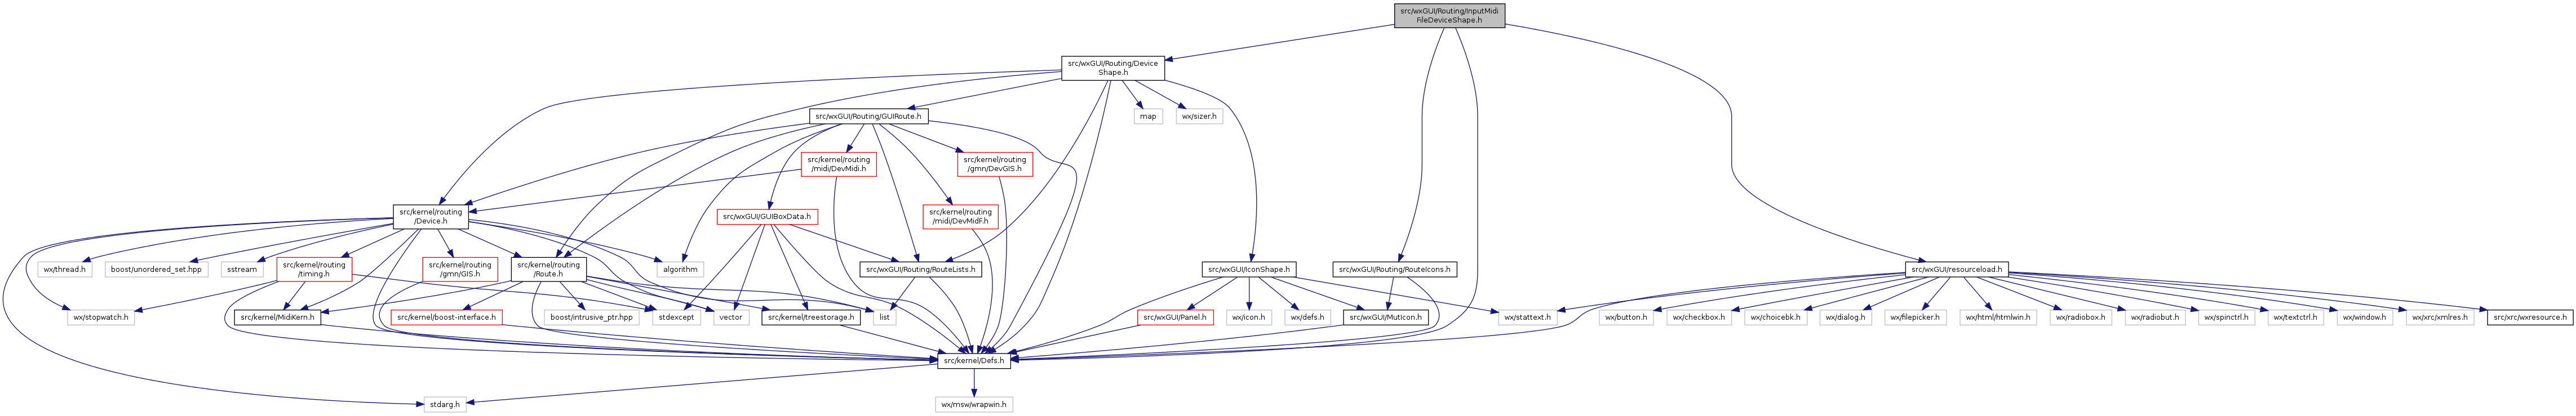 src/wxGUI/Routing/InputMidi
FileDeviceShape.h
src/wxGUI/Routing/Device
Shape.h
src/wxGUI/Routing/GUIRoute.h
map
wx/sizer.h
src/kernel/routing
/midi/DevMidi.h
src/kernel/routing
/gmn/DevGIS.h
src/kernel/routing
/Device.h
src/wxGUI/GUIBoxData.h
src/kernel/routing
/midi/DevMidF.h
wx/thread.h
boost/unordered_set.hpp
sstream
src/kernel/routing
/timing.h
src/kernel/routing
/gmn/GIS.h
src/kernel/routing
/Route.h
algorithm
src/wxGUI/Routing/RouteLists.h
src/wxGUI/IconShape.h
src/wxGUI/Routing/RouteIcons.h
src/wxGUI/resourceload.h
wx/stopwatch.h
src/kernel/MidiKern.h
src/kernel/boost-interface.h
boost/intrusive_ptr.hpp
stdexcept
vector
src/kernel/treestorage.h
list
src/wxGUI/Panel.h
wx/icon.h
wx/defs.h
src/wxGUI/MutIcon.h
wx/stattext.h
wx/button.h
wx/checkbox.h
wx/choicebk.h
wx/dialog.h
wx/filepicker.h
wx/html/htmlwin.h
wx/radiobox.h
wx/radiobut.h
wx/spinctrl.h
wx/textctrl.h
wx/window.h
wx/xrc/xmlres.h
src/xrc/wxresource.h
src/kernel/Defs.h
stdarg.h
wx/msw/wrapwin.h